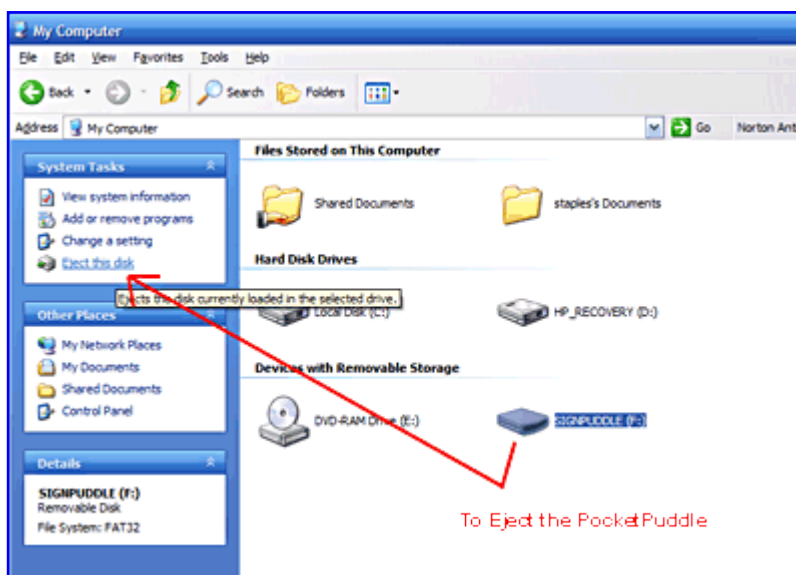 My Computer
File Edit View Favorites Tools Help
Back Search Folders
Address My Computer Go Norton Ant
System Tasks
View system information
Add or remove programs
Change a setting
Eject this disk
Ejects the disk currently loaded in the selected drive.
Other Places
My Network Places
My Documents
Shared Documents
Control Panel
Details
SIGNPUDDLE (F:)
Removable Disk
File System: FAT32
Files Stored on This Computer
Shared Documents staples's Documents
Hard Disk Drives
Local Disk (C:) HP_RECOVERY (D:)
Devices with Removable Storage
DVD-RAM Drive (E:) SIGNPUDDLE (F:)
To Eject the PocketPuddle